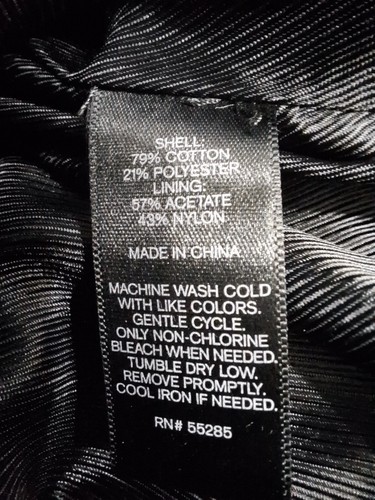 SHELL:
79% COTTON
21% POLYESTER
LINING:
57% ACETATE
43% NYLON
MADE IN CHINA
MACHINE WASH COLD
WITH LIKE COLORS.
GENTLE CYCLE.
ONLY NON-CHLORINE
BLEACH WHEN NEEDED.
TUMBLE DRY LOW.
REMOVE PROMPTLY.
COOL IRON IF NEEDED.
RN# 55285